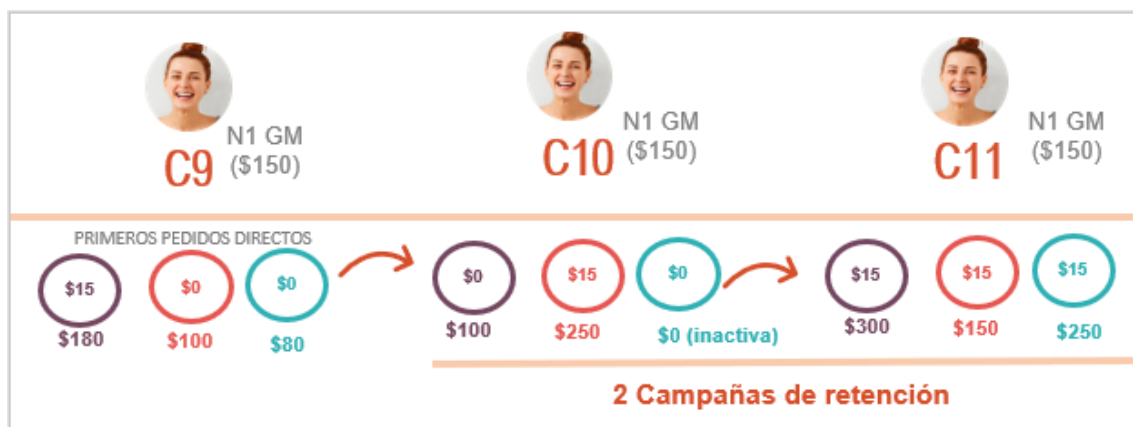 C9
N1 GM
($150)
C10
N1 GM
($150)
C11
N1 GM
($150)
PRIMEROS PEDIDOS DIRECTOS
$15
$0
$0
$180
$100
$80
$0
$15
$0
$100
$250
$0 (inactiva)
$15
$15
$15
$300
$150
$250
2 Campañas de retención